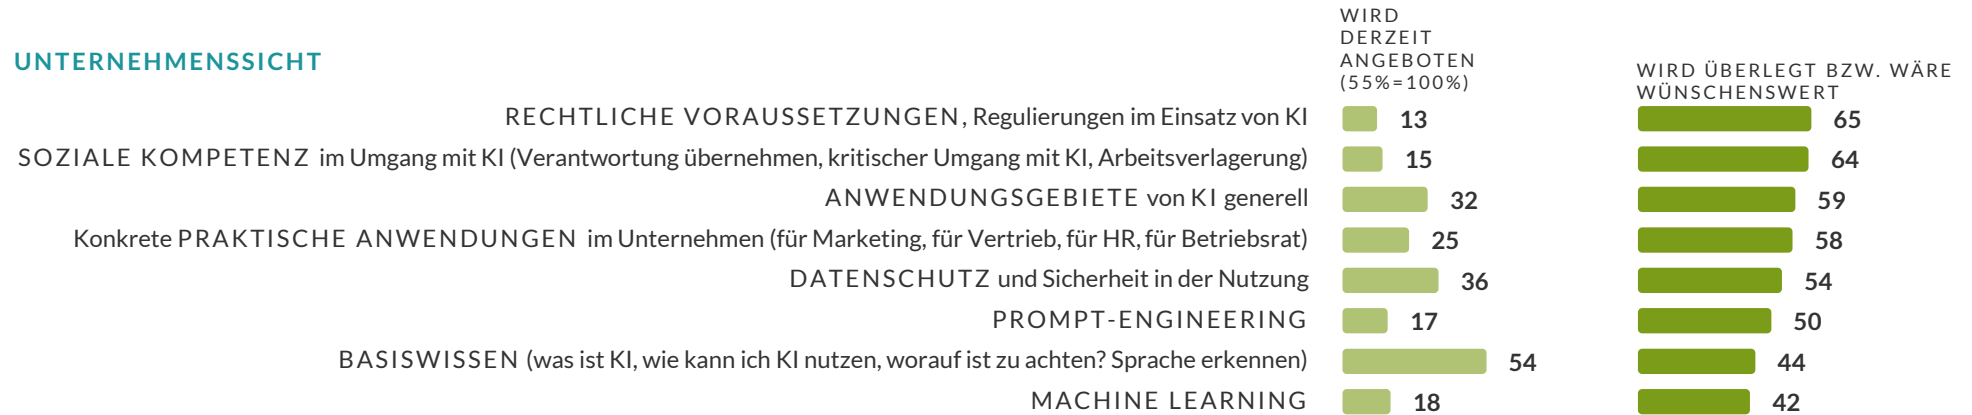 UNTERNEHMENSSICHT
WIRD
DERZEIT
ANGEBOTEN
(55%=100%)
WIRD ÜBERLEGT BZW. WÄRE
WÜNSCHENSWERT
RECHTLICHE VORAUSSETZUNGEN, Regulierungen im Einsatz von KI 13 65
SOZIALE KOMPETENZ im Umgang mit KI (Verantwortung übernehmen, kritischer Umgang mit KI, Arbeitsverlagerung) 15 64
ANWENDUNGSGEBIETE von KI generell 32 59
Konkrete PRAKTISCHE ANWENDUNGEN im Unternehmen (für Marketing, für Vertrieb, für HR, für Betriebsrat) 25 58
DATENSCHUTZ und Sicherheit in der Nutzung 36 54
PROMPT-ENGINEERING 17 50
BASISWISSEN (was ist KI, wie kann ich KI nutzen, worauf ist zu achten? Sprache erkennen) 54 44
MACHINE LEARNING 18 42